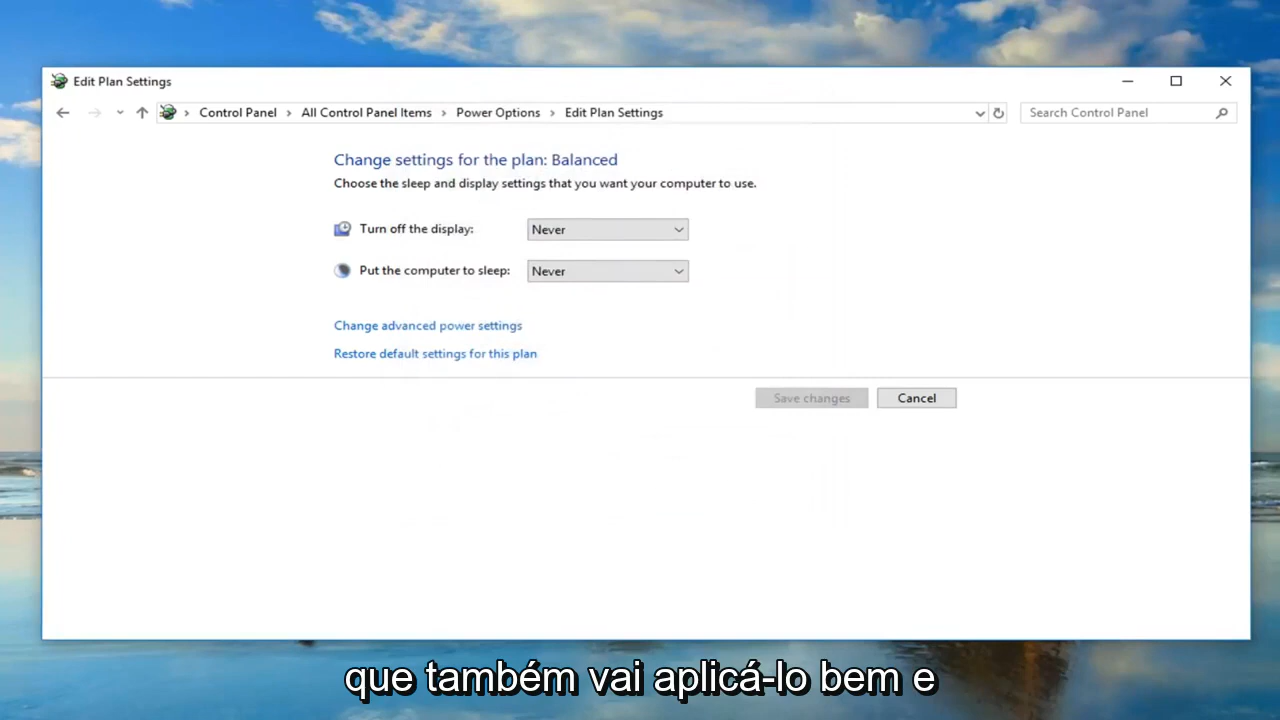 Edit Plan Settings
Control Panel > All Control Panel Items > Power Options > Edit Plan Settings
Search Control Panel
Change settings for the plan: Balanced
Choose the sleep and display settings that you want your computer to use.
Turn off the display: Never
Put the computer to sleep: Never
Change advanced power settings
Restore default settings for this plan
Save changes Cancel
que também vai aplicá-lo bem e